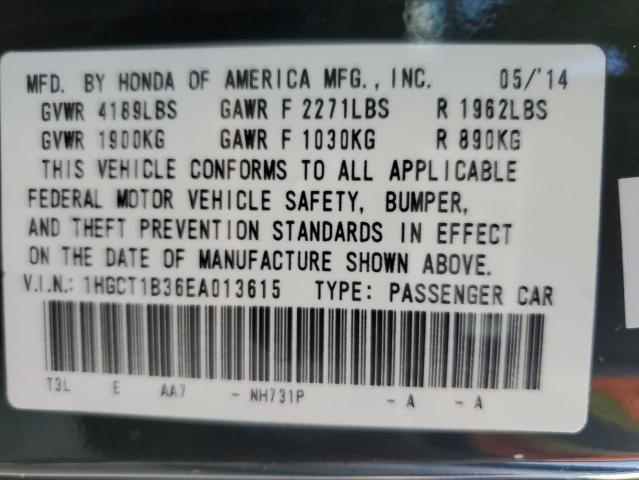 MFD. BY HONDA OF AMERICA MFG., INC. 05/'14
GVWR 4189LBS GAWR F 2271LBS R 1962LBS
GVWR 1900KG GAWR F 1030KG R 890KG
THIS VEHICLE CONFORMS TO ALL APPLICABLE
FEDERAL MOTOR VEHICLE SAFETY, BUMPER,
AND THEFT PREVENTION STANDARDS IN EFFECT
ON THE DATE OF MANUFACTURE SHOWN ABOVE.
V.I.N.: 1HGCT1B36EA013615 TYPE: PASSENGER CAR
T3L E AA7 - NH731P - A - A